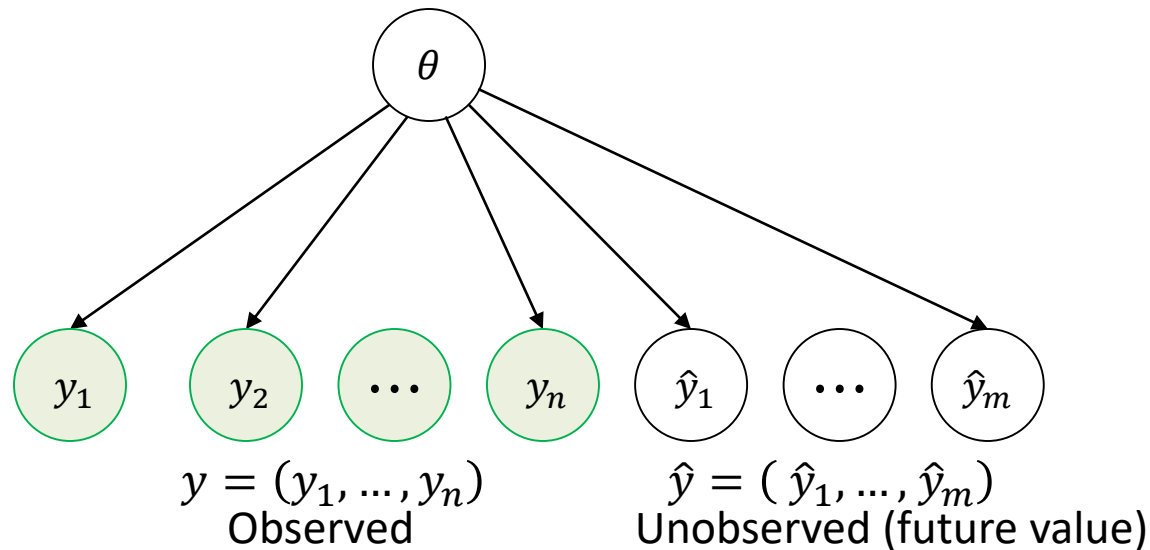 θ
y₁ y₂ ⋯ yₙ ŷ₁ ⋯ ŷₘ
y = (y₁, …, yₙ) ŷ = ( ŷ₁, …, ŷₘ)
Observed Unobserved (future value)